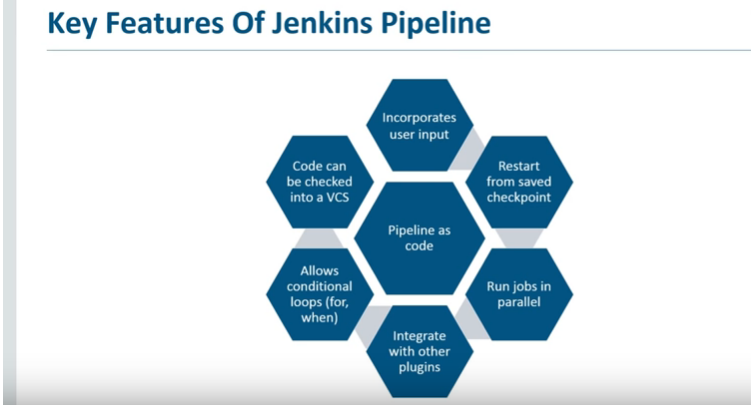 Key Features Of Jenkins Pipeline
Incorporates
user input
Code can
be checked
into a VCS
Restart
from saved
checkpoint
Pipeline as
code
Allows
conditional
loops (for,
when)
Run jobs in
parallel
Integrate
with other
plugins